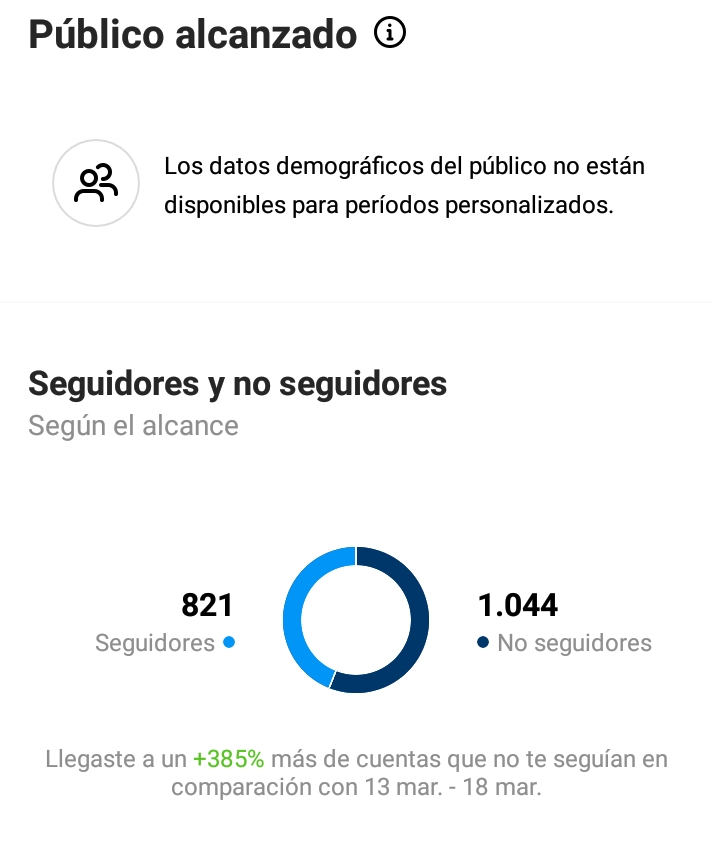 Público alcanzado
Los datos demográficos del público no están
disponibles para períodos personalizados.
Seguidores y no seguidores
Según el alcance
821
Seguidores
1.044
No seguidores
Llegaste a un +385% más de cuentas que no te seguían en
comparación con 13 mar. - 18 mar.